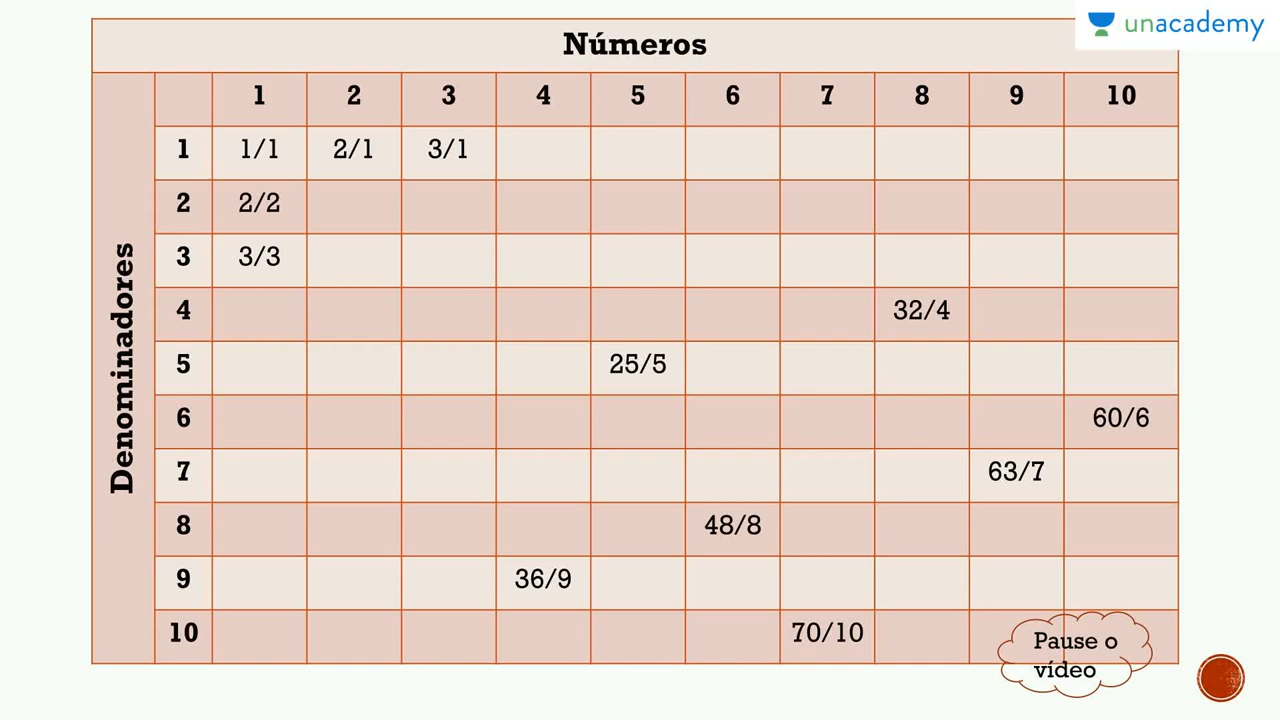 unacademy
Números
1 2 3 4 5 6 7 8 9 10
Denominadores
1 1/1 2/1 3/1
2 2/2
3 3/3
4 32/4
5 25/5
6 60/6
7 63/7
8 48/8
9 36/9
10 70/10
Pause o
vídeo